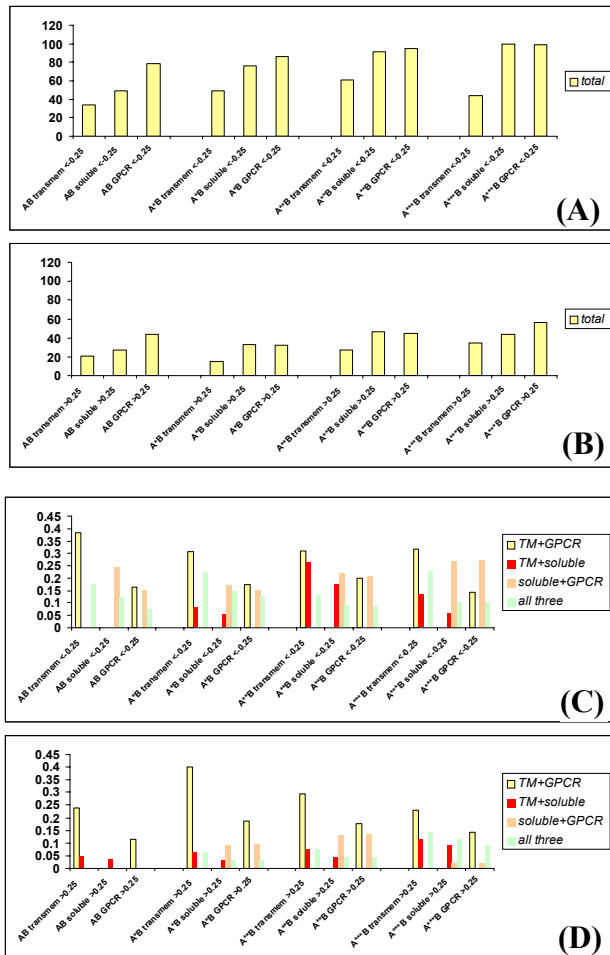 120
100
80
60
40
20
0
AB transmem <-0.25
AB soluble <-0.25
AB GPCR <-0.25
A*B transmem <-0.25
A*B soluble <-0.25
A*B GPCR <-0.25
A**B transmem <-0.25
A**B soluble <-0.25
A**B GPCR <-0.25
A***B transmem <-0.25
A***B soluble <-0.25
A***B GPCR <-0.25
total
(A)
120
100
80
60
40
20
0
AB transmem >0.25
AB soluble >0.25
AB GPCR >0.25
A*B transmem >0.25
A*B soluble >0.25
A*B GPCR >0.25
A**B transmem >0.25
A**B soluble >0.25
A**B GPCR >0.25
A***B transmem >0.25
A***B soluble >0.25
A***B GPCR >0.25
total
(B)
0.45
0.4
0.35
0.3
0.25
0.2
0.15
0.1
0.05
0
AB transmem <-0.25
AB soluble <-0.25
AB GPCR <-0.25
A*B transmem <-0.25
A*B soluble <-0.25
A*B GPCR <-0.25
A**B transmem <-0.25
A**B soluble <-0.25
A**B GPCR <-0.25
A***B transmem <-0.25
A***B soluble <-0.25
A***B GPCR <-0.25
TM+GPCR
TM+soluble
soluble+GPCR
all three
(C)
0.45
0.4
0.35
0.3
0.25
0.2
0.15
0.1
0.05
0
AB transmem >0.25
AB soluble >0.25
AB GPCR >0.25
A*B transmem >0.25
A*B soluble >0.25
A*B GPCR >0.25
A**B transmem >0.25
A**B soluble >0.25
A**B GPCR >0.25
A***B transmem >0.25
A***B soluble >0.25
A***B GPCR >0.25
TM+GPCR
TM+soluble
soluble+GPCR
all three
(D)